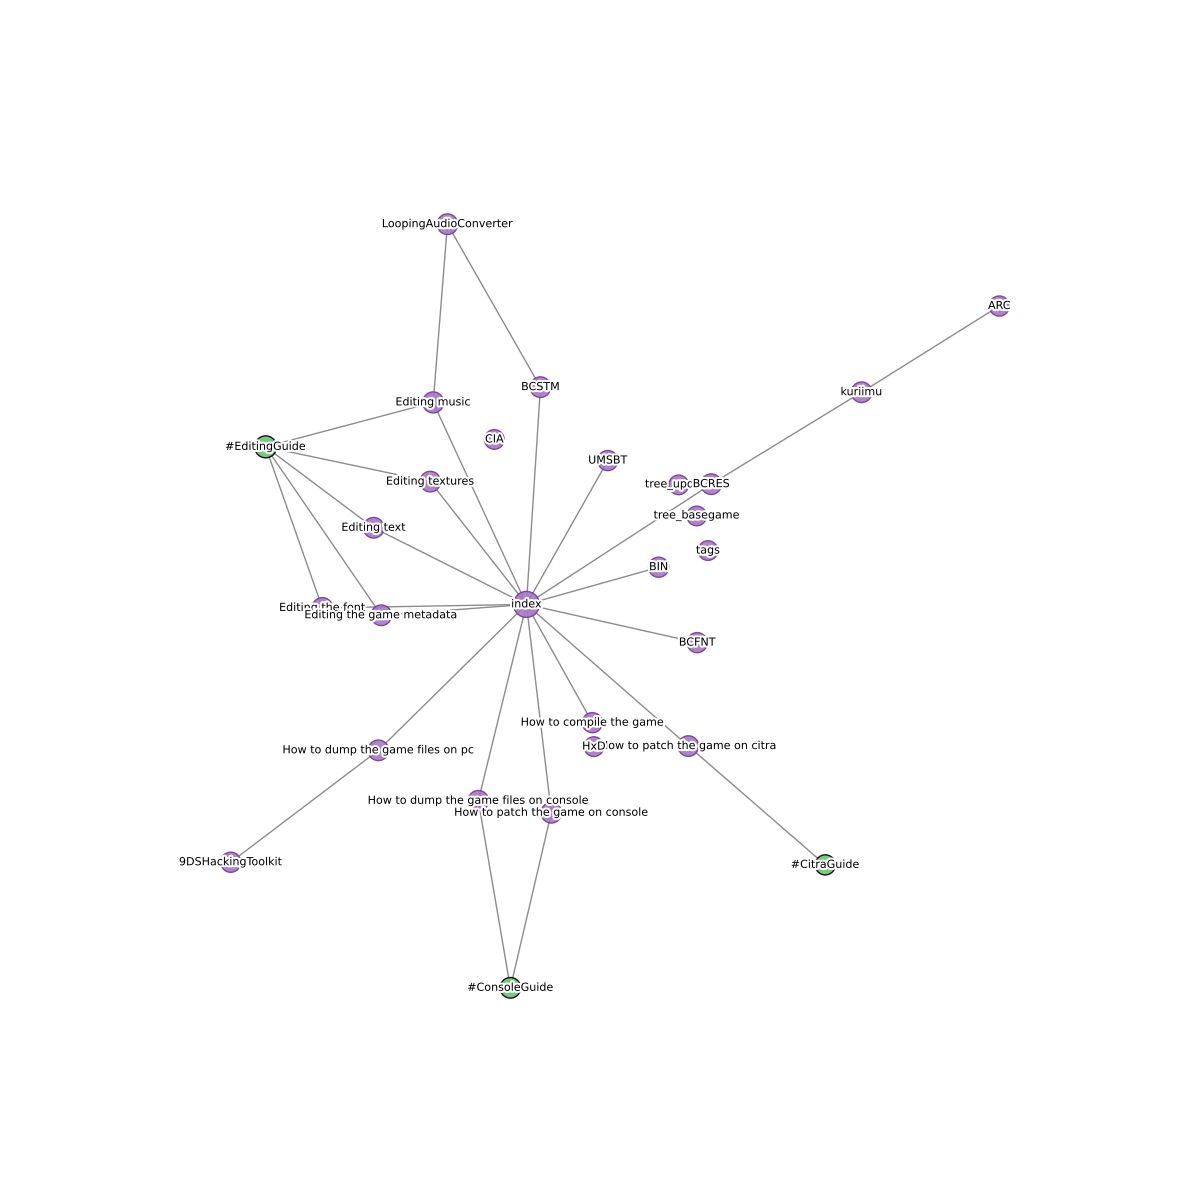 LoopingAudioConverter
ARC
BCSTM
kuriimu
Editing music
CIA
#EditingGuide
UMSBT
Editing textures
BCRES
tree_basegame
Editing text
tags
BIN
index
Editing the font
Editing the game metadata
BCFNT
How to compile the game
HxD
How to patch the game on citra
How to dump the game files on pc
How to dump the game files on console
How to patch the game on console
9DSHackingToolkit
#CitraGuide
#ConsoleGuide